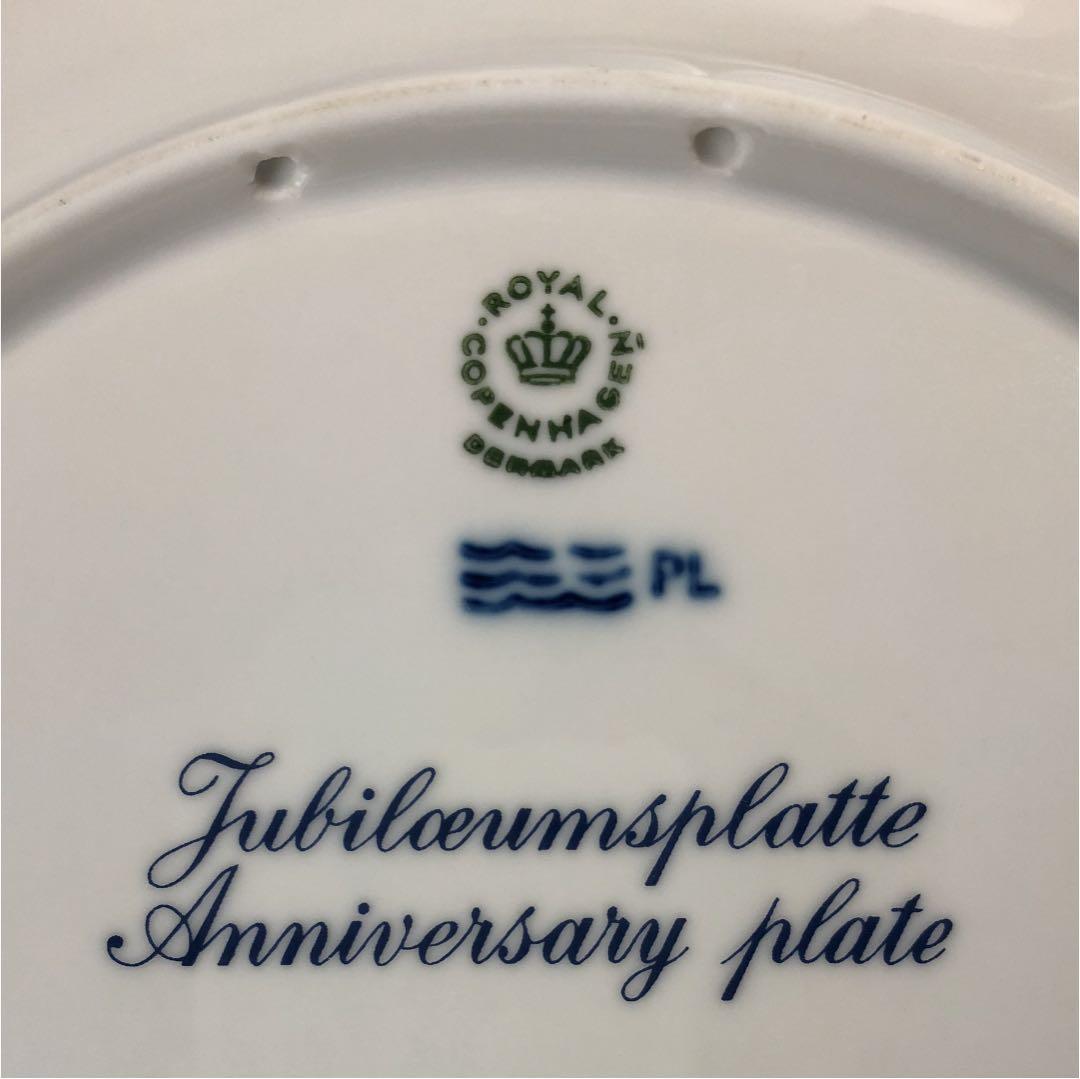 ROYAL COPENHAGEN
DENMARK
PL
Jubilæumsplatte
Anniversary plate